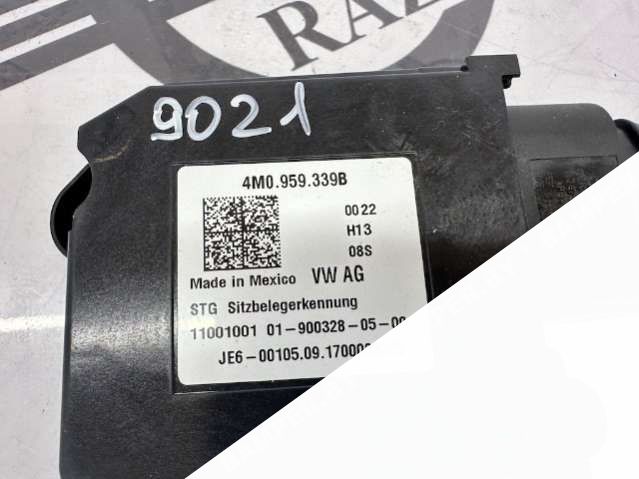 RAZ
9021
4M0.959.339B
0022
H13
08S
Made in Mexico VW AG
STG Sitzbelegerkennung
11001001 01-900328-05-0
JE6-00105.09.17000